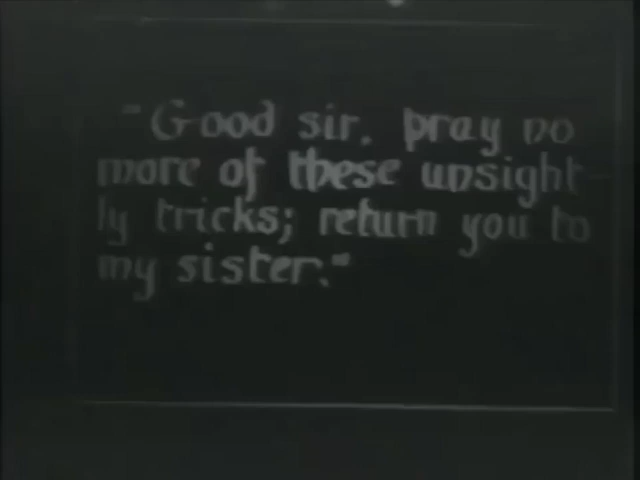 "Good sir, pray no
more of these unsight-
ly tricks; return you to
my sister."